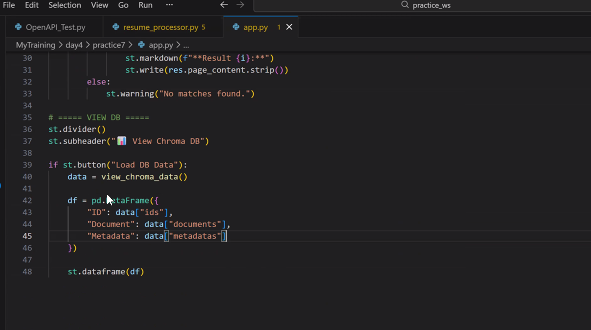 File Edit Selection View Go Run ··· ← → practice_ws
OpenAPI_Test.py resume_processor.py 5 app.py 1 ×
MyTraining > day4 > practice7 > app.py > ...
30 st.markdown(f"**Result {i}:**")
31 st.write(res.page_content.strip())
32 else:
33 st.warning("No matches found.")
34
35 # ===== VIEW DB =====
36 st.divider()
37 st.subheader("📊 View Chroma DB")
38
39 if st.button("Load DB Data"):
40 data = view_chroma_data()
41
42 df = pd.DataFrame({
43 "ID": data["ids"],
44 "Document": data["documents"],
45 "Metadata": data["metadatas"]
46 })
47
48 st.dataframe(df)